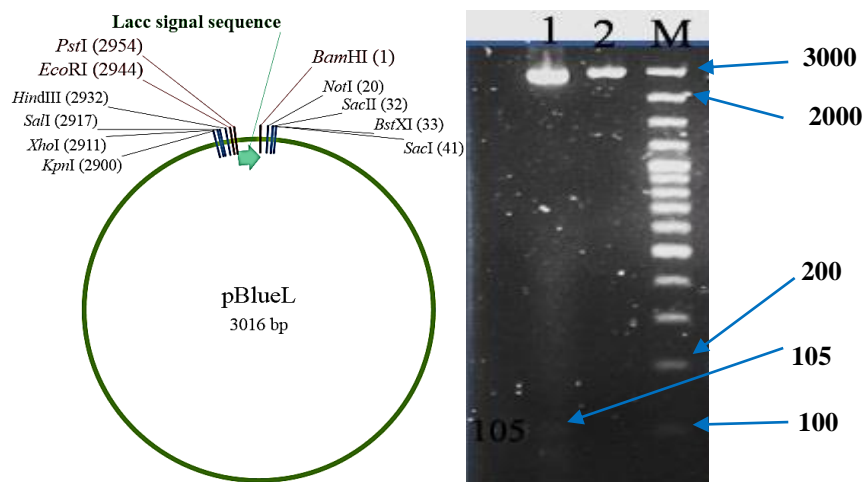 Lacc signal sequence
PstI (2954)
EcoRI (2944)
HindIII (2932)
SalI (2917)
XhoI (2911)
KpnI (2900)
BamHI (1)
NotI (20)
SacII (32)
BstXI (33)
SacI (41)
pBlueL
3016 bp
1 2 M
3000
2000
200
105
100
105